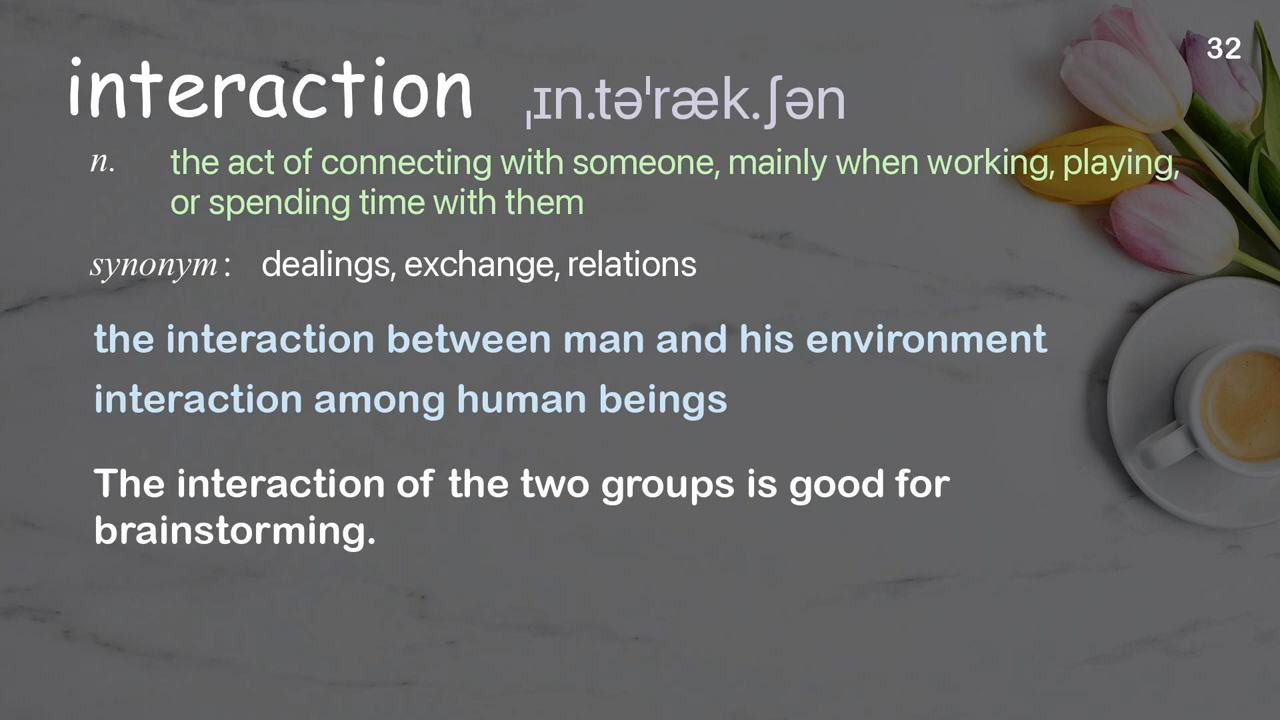 32
interaction ˌɪn.təˈræk.ʃən
n. the act of connecting with someone, mainly when working, playing,
or spending time with them
synonym: dealings, exchange, relations
the interaction between man and his environment
interaction among human beings
The interaction of the two groups is good for
brainstorming.